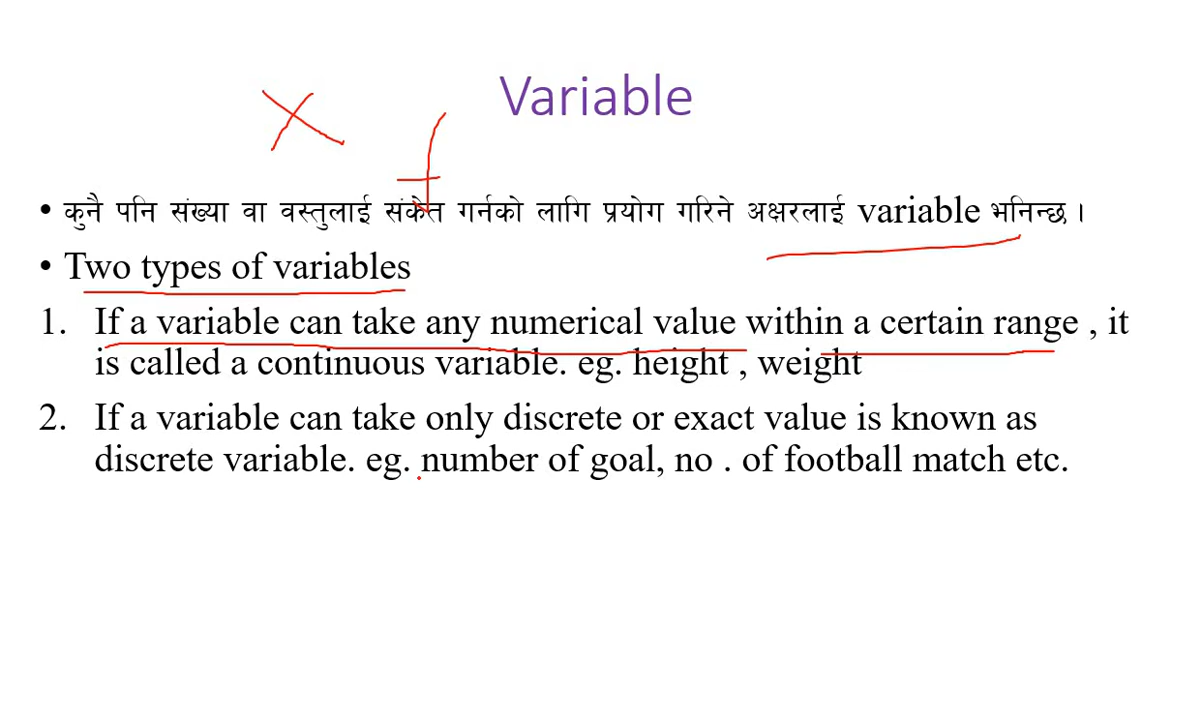 Variable
x
f
• कुनै पनि संख्या वा वस्तुलाई संकेत गर्नको लागि प्रयोग गरिने अक्षरलाई variable भनिन्छ ।
• Two types of variables
1. If a variable can take any numerical value within a certain range , it
is called a continuous variable. eg. height , weight
2. If a variable can take only discrete or exact value is known as
discrete variable. eg. number of goal, no . of football match etc.